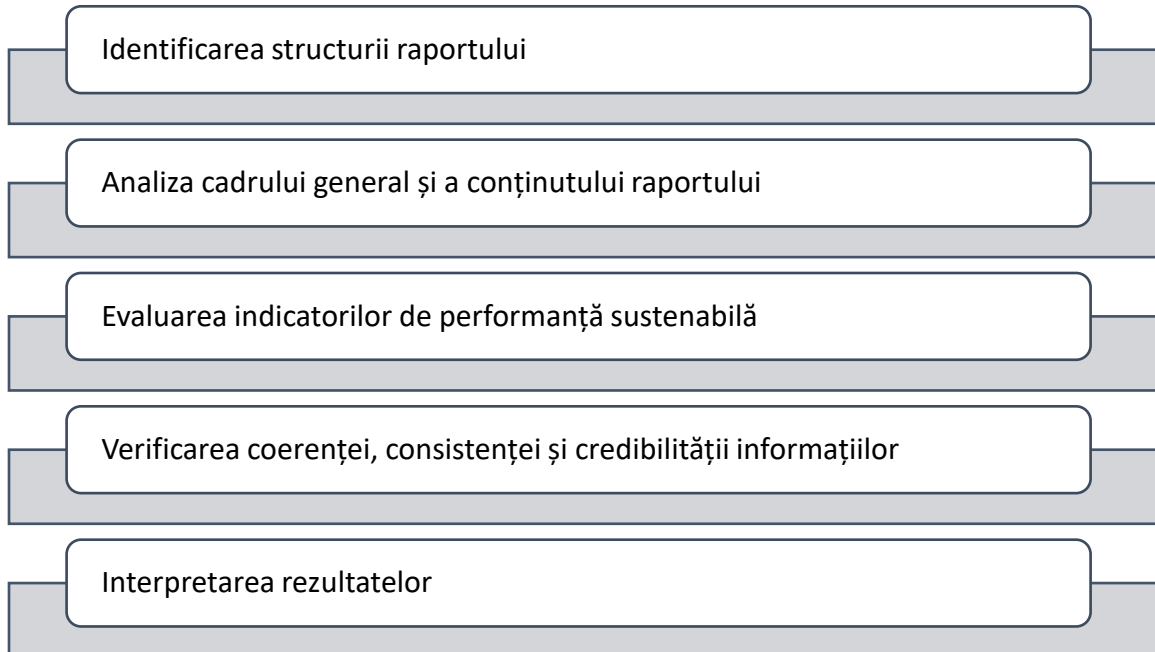 Identificarea structurii raportului
Analiza cadrului general și a conținutului raportului
Evaluarea indicatorilor de performanță sustenabilă
Verificarea coerenței, consistenței și credibilității informațiilor
Interpretarea rezultatelor